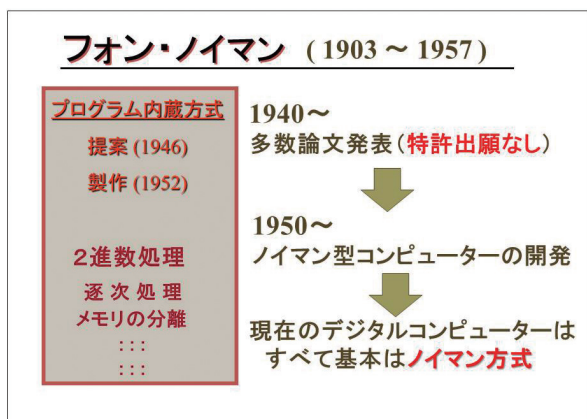 フォン・ノイマン (1903～1957)
プログラム内蔵方式
提案(1946)
製作(1952)
2進数処理
逐次処理
メモリの分離
:::
:::
1940～
多数論文発表(特許出願なし)
1950～
ノイマン型コンピューターの開発
現在のデジタルコンピューターは
すべて基本はノイマン方式